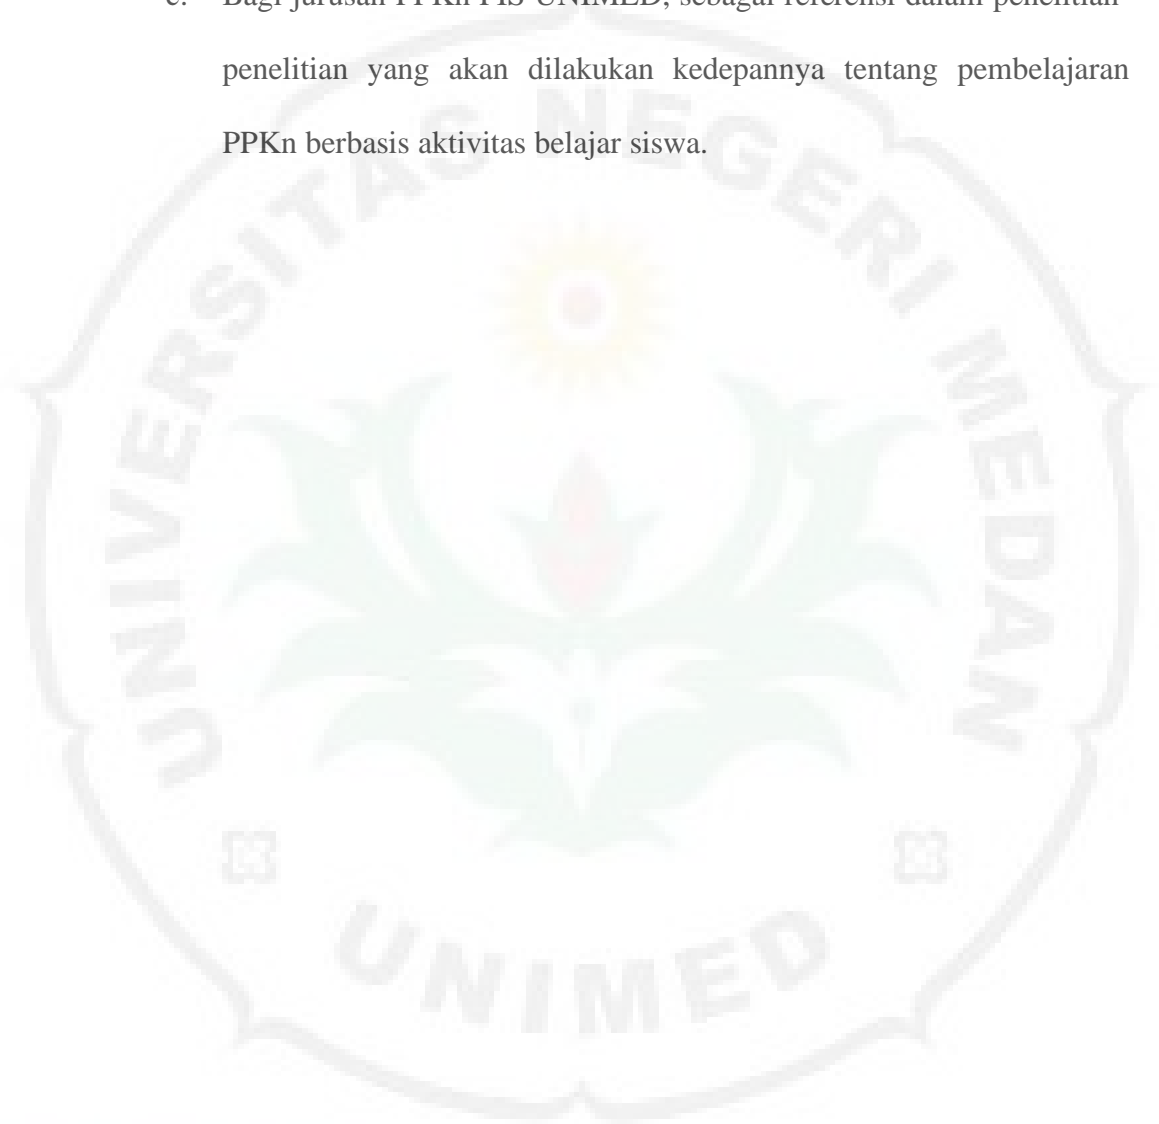 Bagi jurusan PPKn FIS UNIMED, sebagai referensi dalam penelitian-
penelitian yang akan dilakukan kedepannya tentang pembelajaran
PPKn berbasis aktivitas belajar siswa.
UNIVERSITAS NEGERI MEDAN
UNIMED